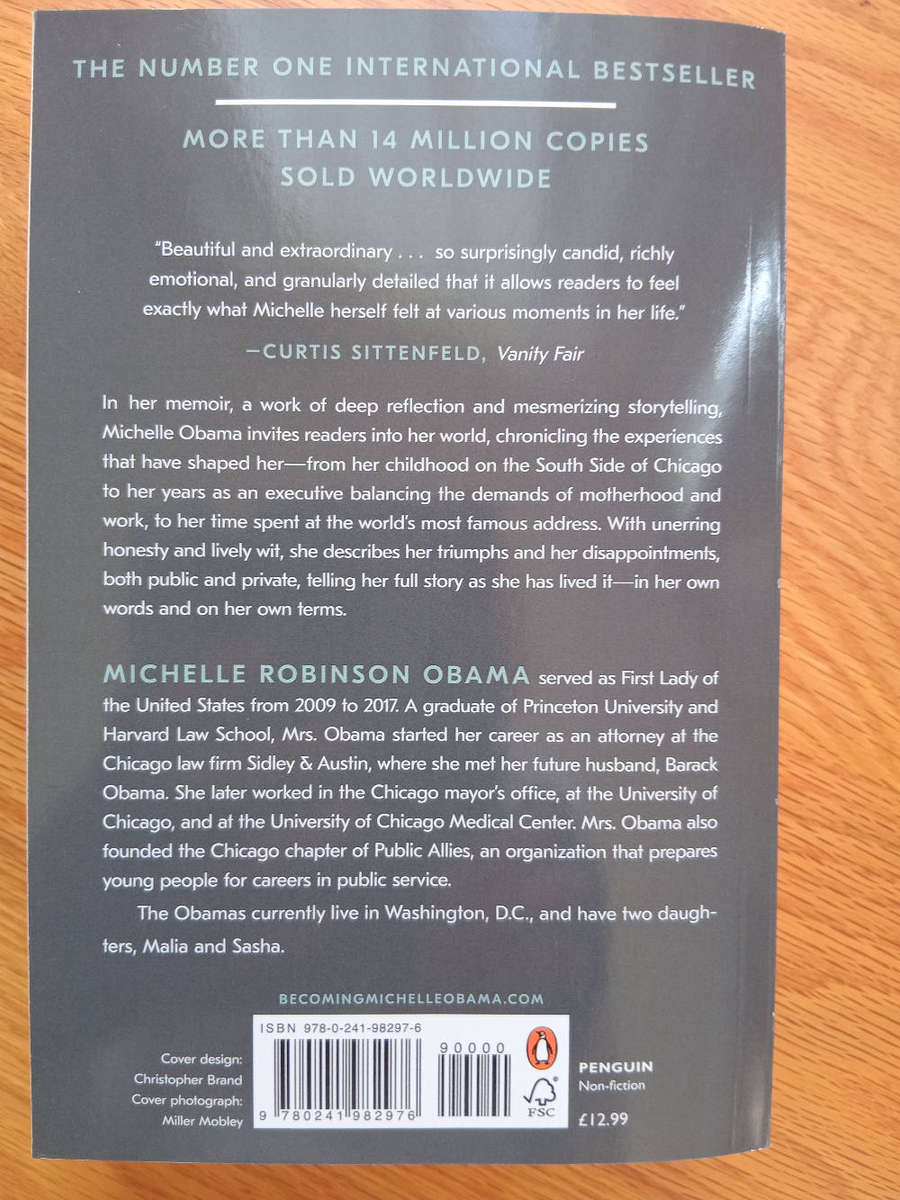 THE NUMBER ONE INTERNATIONAL BESTSELLER
MORE THAN 14 MILLION COPIES
SOLD WORLDWIDE
“Beautiful and extraordinary . . . so surprisingly candid, richly
emotional, and granularly detailed that it allows readers to feel
exactly what Michelle herself felt at various moments in her life.”
—CURTIS SITTENFELD, Vanity Fair
In her memoir, a work of deep reflection and mesmerizing storytelling,
Michelle Obama invites readers into her world, chronicling the experiences
that have shaped her—from her childhood on the South Side of Chicago
to her years as an executive balancing the demands of motherhood and
work, to her time spent at the world’s most famous address. With unerring
honesty and lively wit, she describes her triumphs and her disappointments,
both public and private, telling her full story as she has lived it—in her own
words and on her own terms.
MICHELLE ROBINSON OBAMA served as First Lady of
the United States from 2009 to 2017. A graduate of Princeton University and
Harvard Law School, Mrs. Obama started her career as an attorney at the
Chicago law firm Sidley & Austin, where she met her future husband, Barack
Obama. She later worked in the Chicago mayor’s office, at the University of
Chicago, and at the University of Chicago Medical Center. Mrs. Obama also
founded the Chicago chapter of Public Allies, an organization that prepares
young people for careers in public service.
The Obamas currently live in Washington, D.C., and have two daugh-
ters, Malia and Sasha.
BECOMINGMICHELLEOBAMA.COM
Cover design:
Christopher Brand
Cover photograph:
Miller Mobley
ISBN 978-0-241-98297-6
90000
9 780241 982976
FSC
PENGUIN
Non-fiction
£12.99